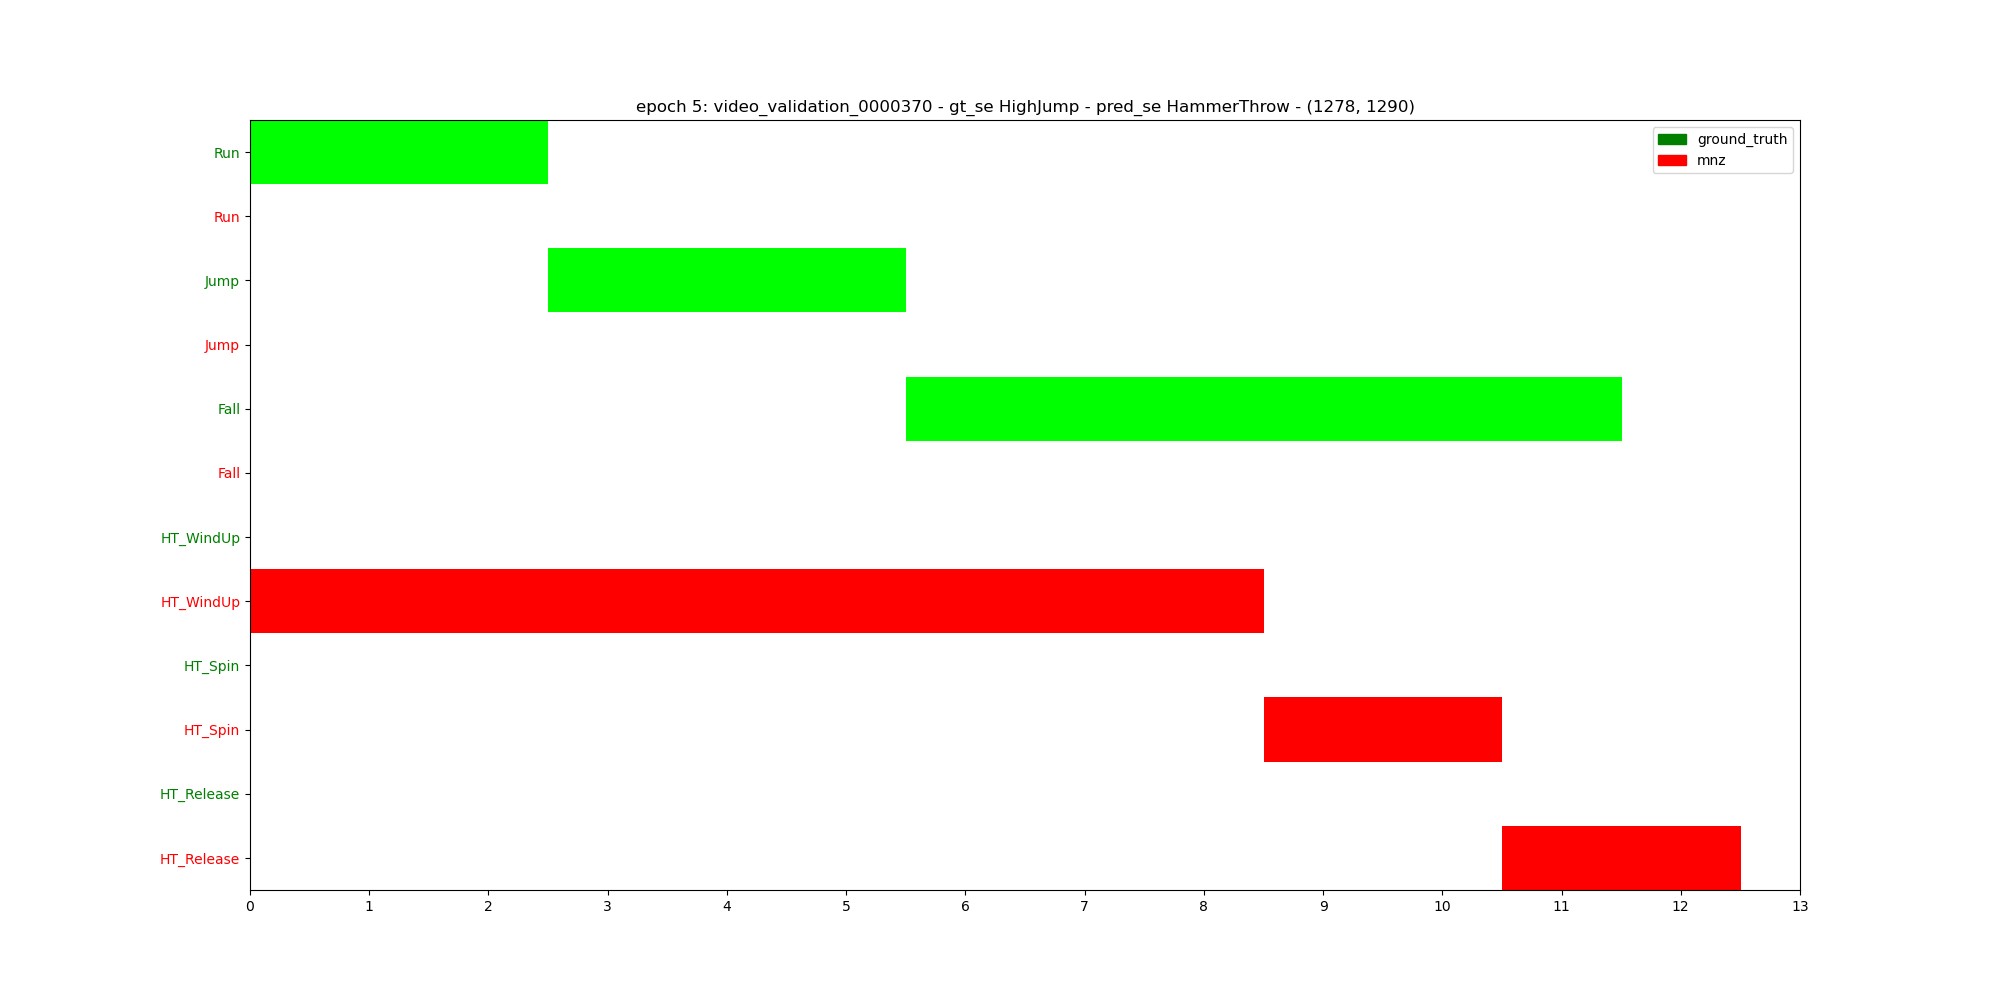 epoch 5: video_validation_0000370 - gt_se HighJump - pred_se HammerThrow - (1278, 1290)
ground_truth
mnz
Run
Run
Jump
Jump
Fall
Fall
HT_WindUp
HT_WindUp
HT_Spin
HT_Spin
HT_Release
HT_Release
0 1 2 3 4 5 6 7 8 9 10 11 12 13